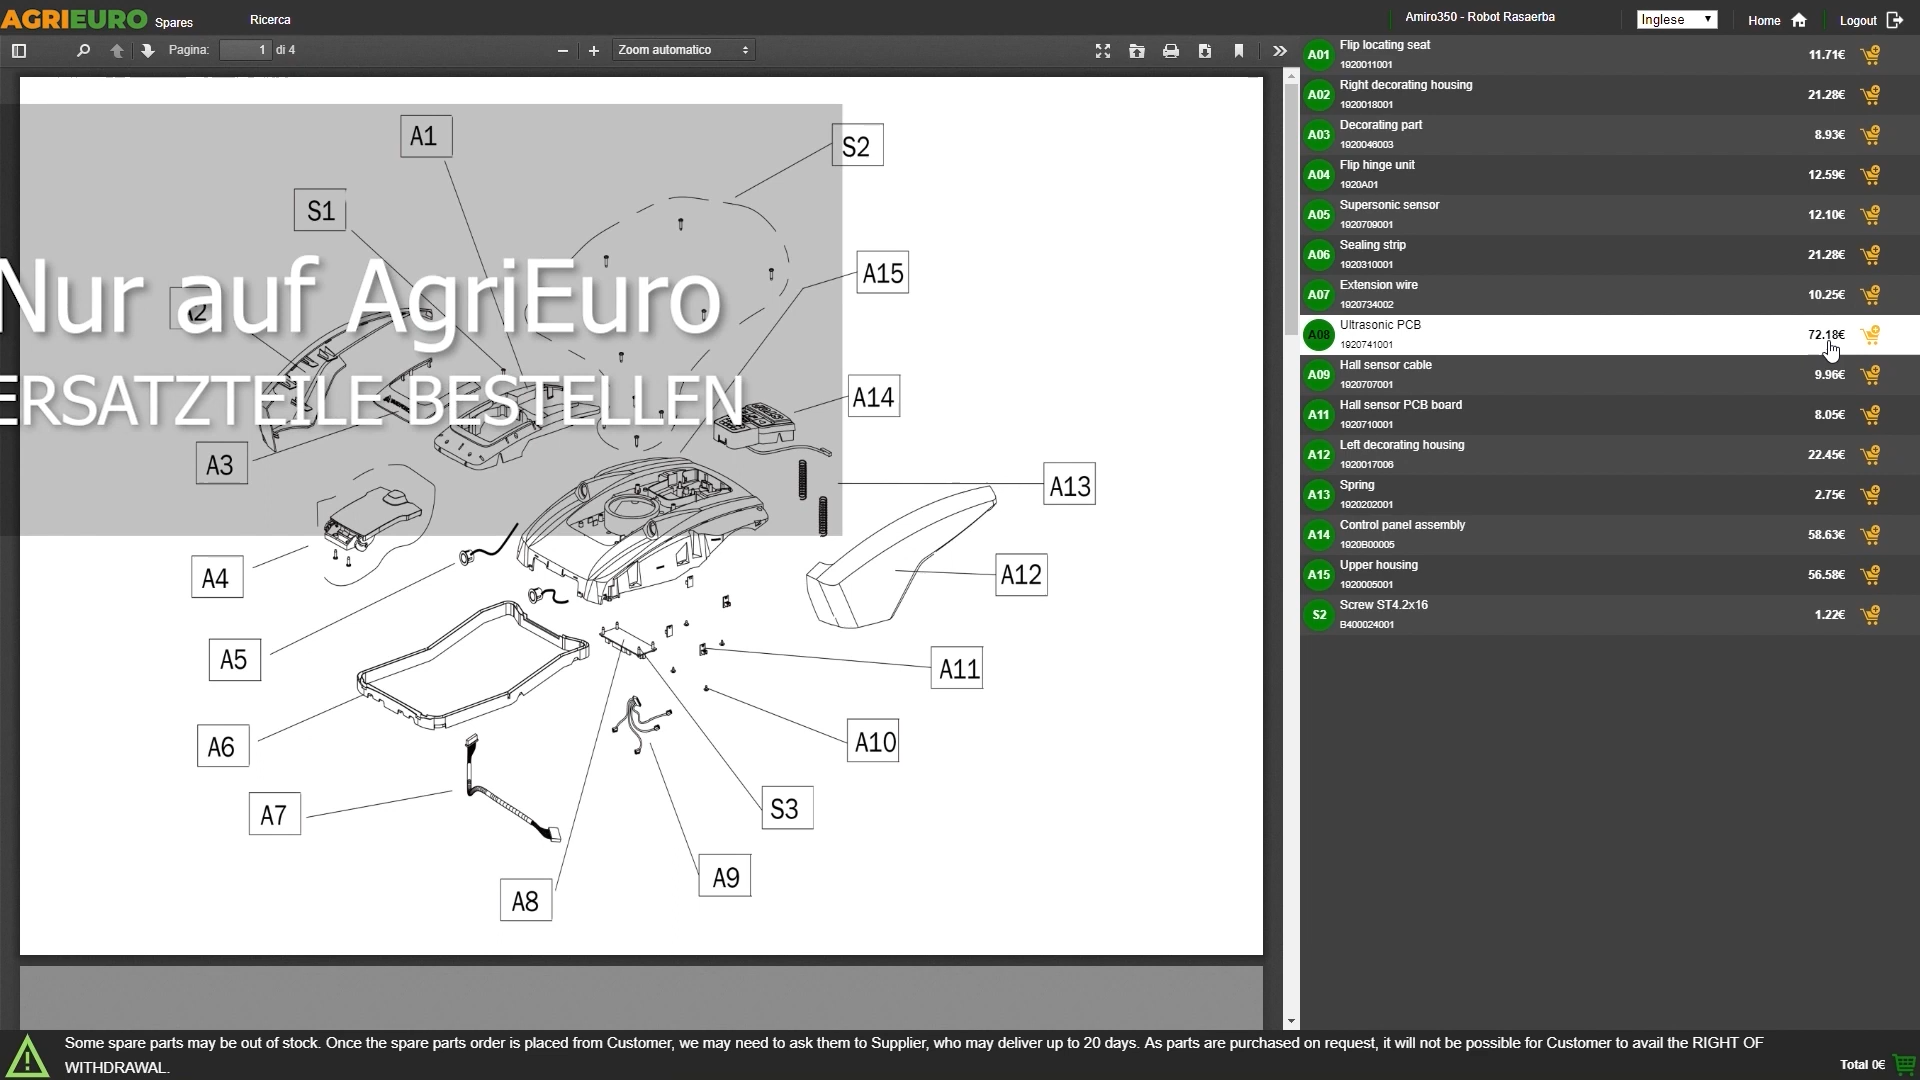 AGRIEURO Spares
Ricerca
Amiro350 - Robot Rasaerba
Inglese
Home
Logout
Pagina: 1 di 4
Zoom automatico
A1
S2
S1
A15
A2
Nur auf AgriEuro
ERSATZTEILE BESTELLEN
A14
A3
A13
A4
A12
A5
A11
A6
A10
A7
S3
A9
A8
A01 Flip locating seat 11.71€
1920011001
A02 Right decorating housing 21.28€
1920018001
A03 Decorating part 8.93€
1920046003
A04 Flip hinge unit 12.59€
1920A01
A05 Supersonic sensor 12.10€
1920709001
A06 Sealing strip 21.28€
1920310001
A07 Extension wire 10.25€
1920734002
A08 Ultrasonic PCB 72.18€
1920741001
A09 Hall sensor cable 9.96€
1920707001
A11 Hall sensor PCB board 8.05€
1920710001
A12 Left decorating housing 22.45€
1920017006
A13 Spring 2.75€
1920202001
A14 Control panel assembly 58.63€
1920B00005
A15 Upper housing 56.58€
1920005001
S2 Screw ST4.2x16 1.22€
B400024001
Some spare parts may be out of stock. Once the spare parts order is placed from Customer, we may need to ask them to Supplier, who may deliver up to 20 days. As parts are purchased on request, it will not be possible for Customer to avail the RIGHT OF
WITHDRAWAL.
Total 0€